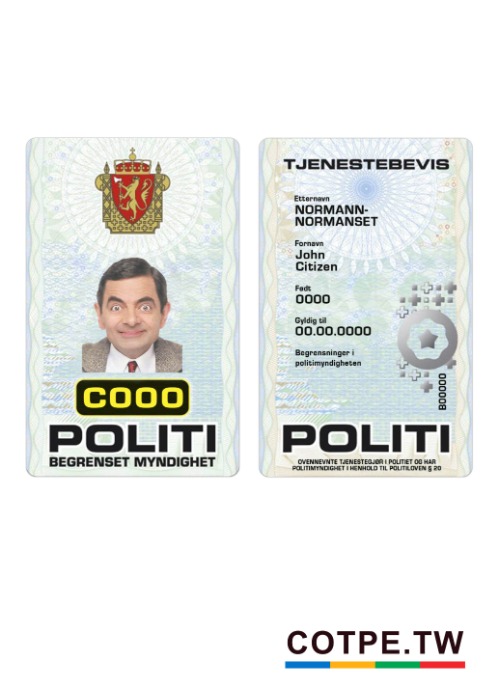 C000
POLITI
BEGRENSET MYNDIGHET
TJENESTEBEVIS
Etternavn
NORMANN-
NORMANSET
Fornavn
John
Citizen
Født
0000
Gyldig til
00.00.0000
Begrensninger i
politimyndigheten
B00000
POLITI
OVENNEVNTE TJENESTEGJØR I POLITIET OG HAR
POLITIMYNDIGHET I HENHOLD TIL POLITILOVEN § 20
COTPE.TW